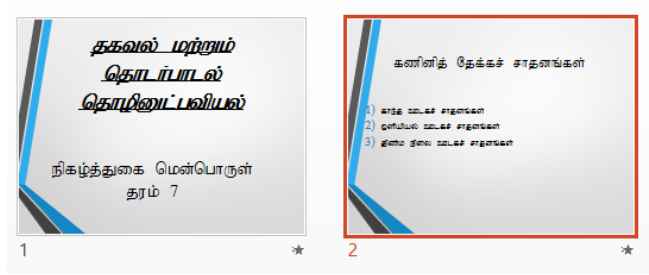 தகவல் மற்றும்
தொடர்பாடல்
தொழினுட்பவியல்
நிகழ்த்துகை மென்பொருள்
தரம் 7
1
கணினித் தேக்கச் சாதனங்கள்
1) காந்த ஊடகச் சாதனங்கள்
2) ஒளியியல் ஊடகச் சாதனங்கள்
3) திண்ம நிலை ஊடகச் சாதனங்கள்
2